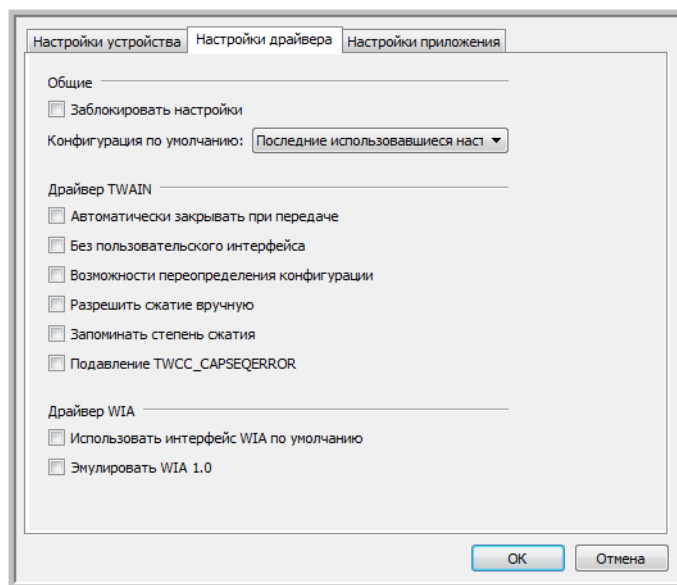 Настройки устройства Настройки драйвера Настройки приложения
Общие
Заблокировать настройки
Конфигурация по умолчанию: Последние использовавшиеся наст
Драйвер TWAIN
Автоматически закрывать при передаче
Без пользовательского интерфейса
Возможности переопределения конфигурации
Разрешить сжатие вручную
Запоминать степень сжатия
Подавление TWCC_CAPSEQERROR
Драйвер WIA
Использовать интерфейс WIA по умолчанию
Эмулировать WIA 1.0
OK Отмена